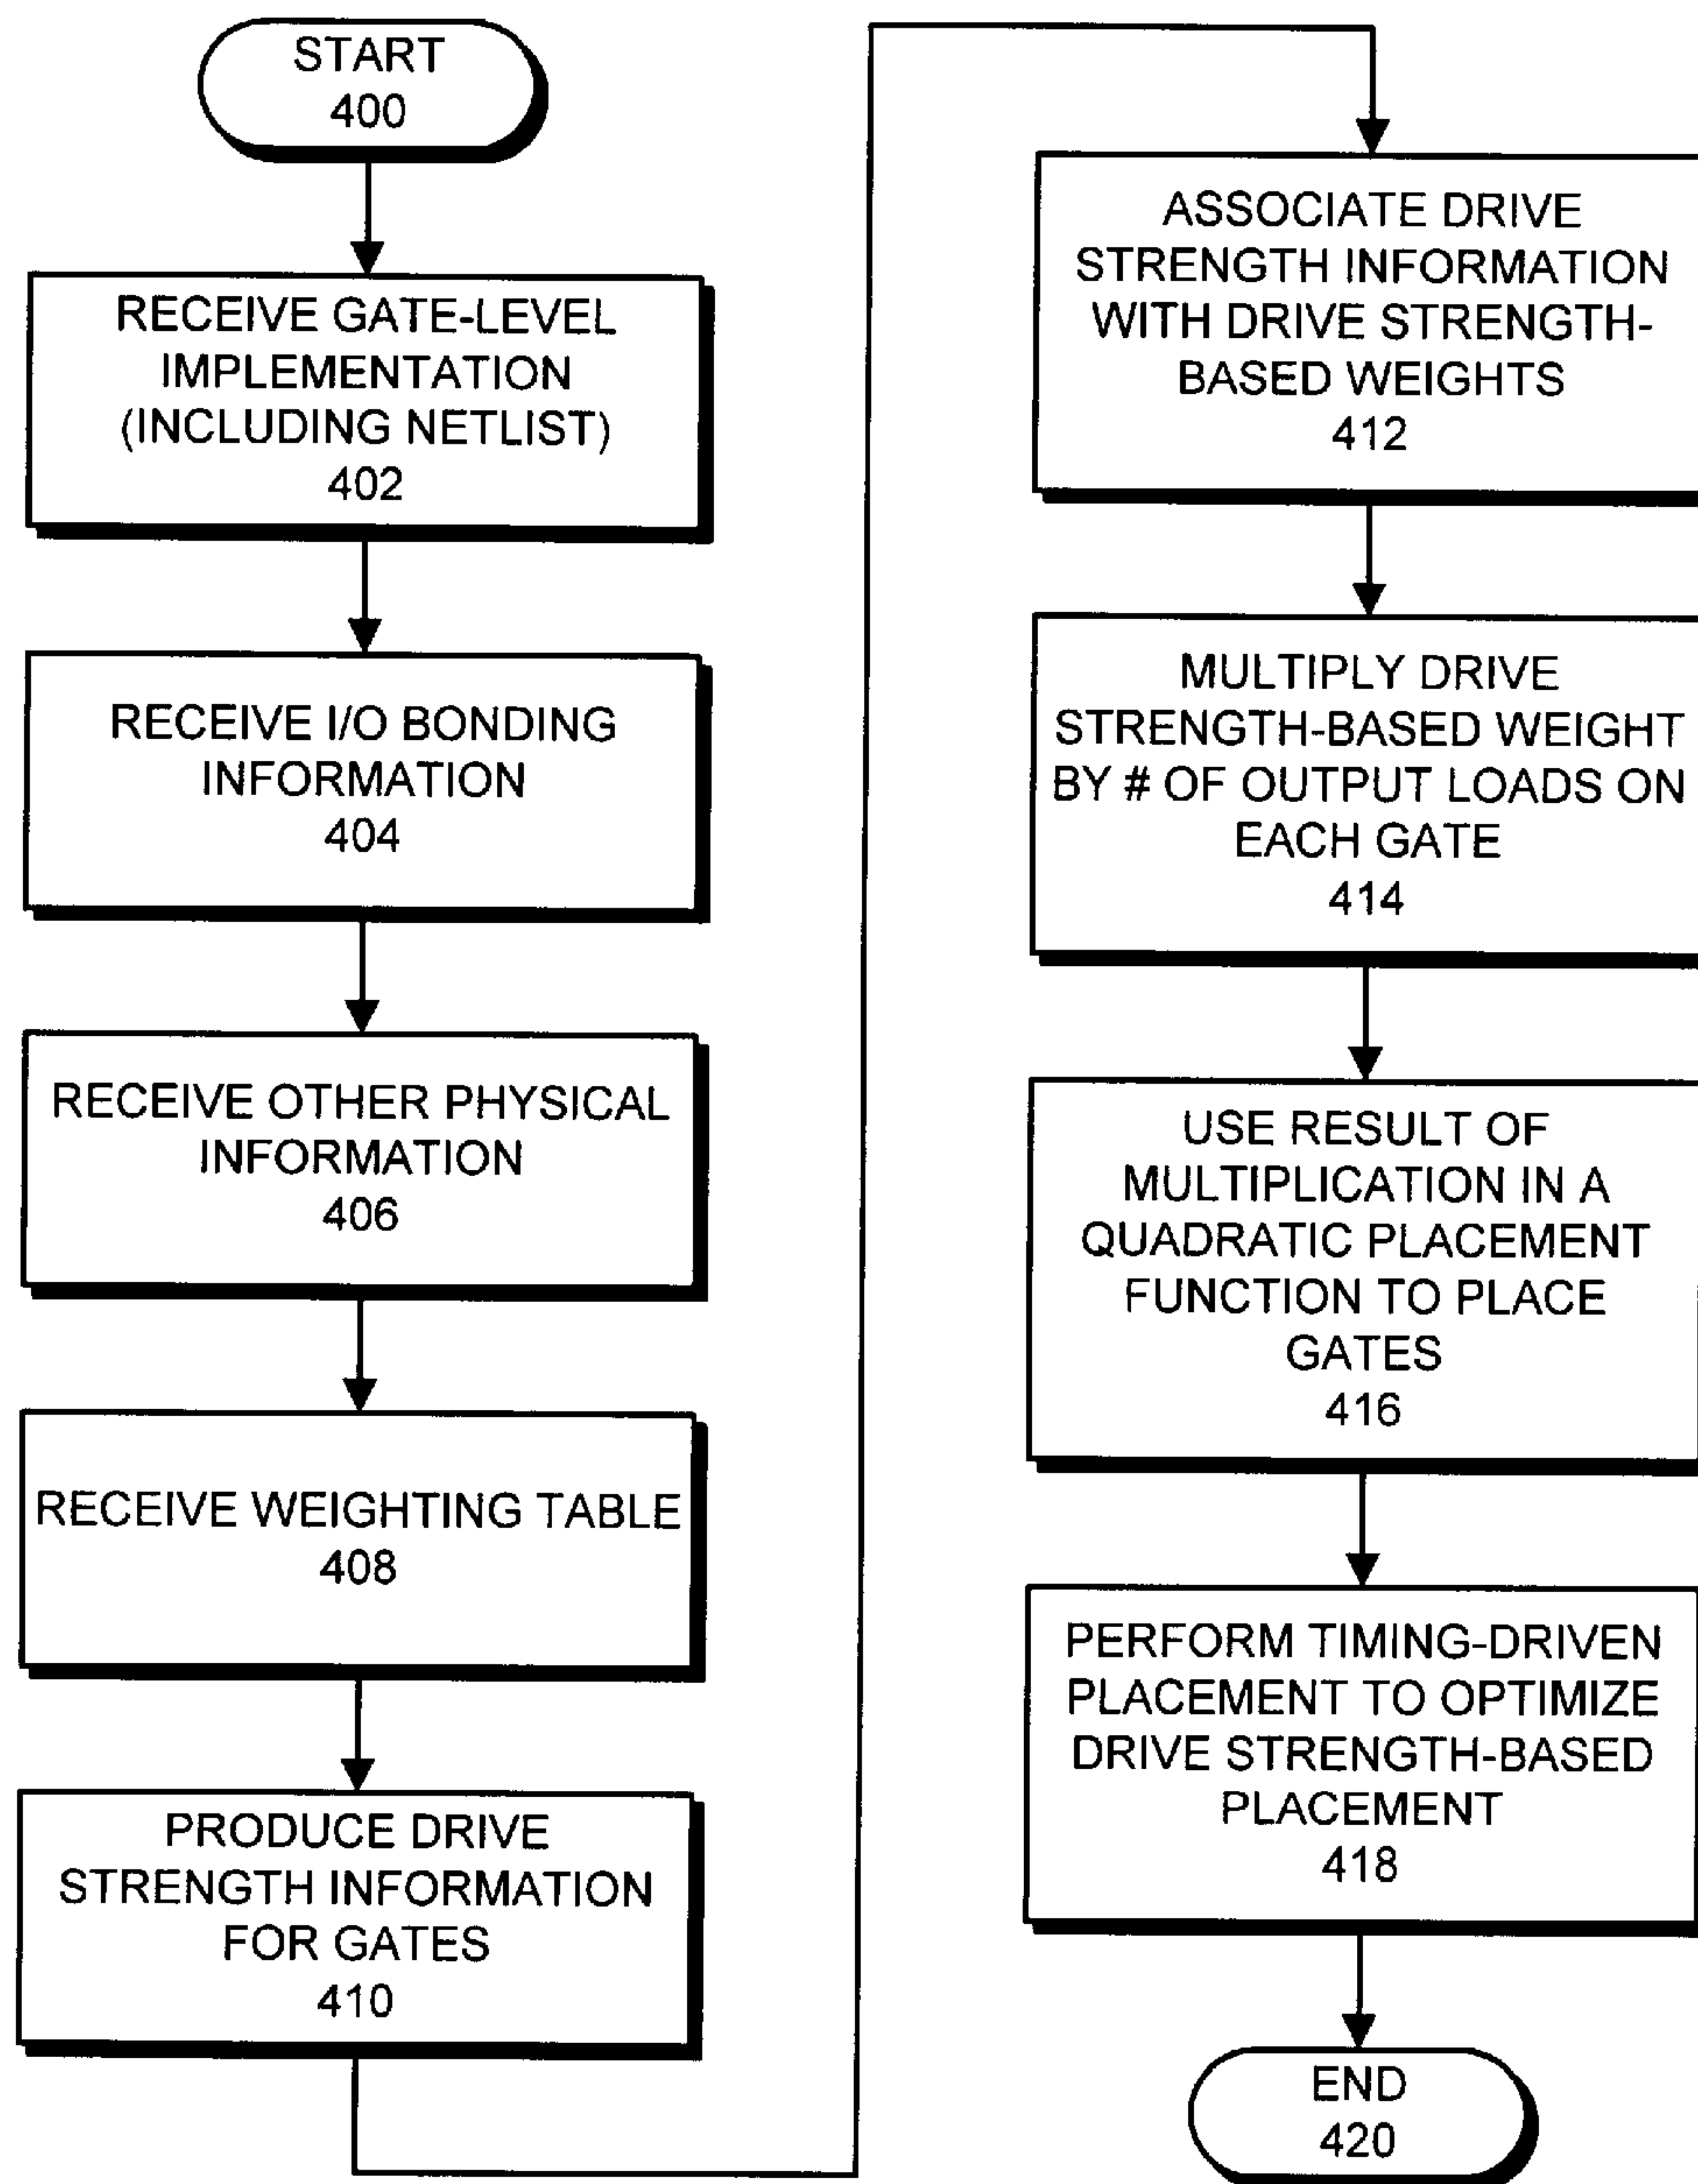 START
400
RECEIVE GATE-LEVEL
IMPLEMENTATION
(INCLUDING NETLIST)
402
RECEIVE I/O BONDING
INFORMATION
404
RECEIVE OTHER PHYSICAL
INFORMATION
406
RECEIVE WEIGHTING TABLE
408
PRODUCE DRIVE
STRENGTH INFORMATION
FOR GATES
410
ASSOCIATE DRIVE
STRENGTH INFORMATION
WITH DRIVE STRENGTH-
BASED WEIGHTS
412
MULTIPLY DRIVE
STRENGTH-BASED WEIGHT
BY # OF OUTPUT LOADS ON
EACH GATE
414
USE RESULT OF
MULTIPLICATION IN A
QUADRATIC PLACEMENT
FUNCTION TO PLACE
GATES
416
PERFORM TIMING-DRIVEN
PLACEMENT TO OPTIMIZE
DRIVE STRENGTH-BASED
PLACEMENT
418
END
420